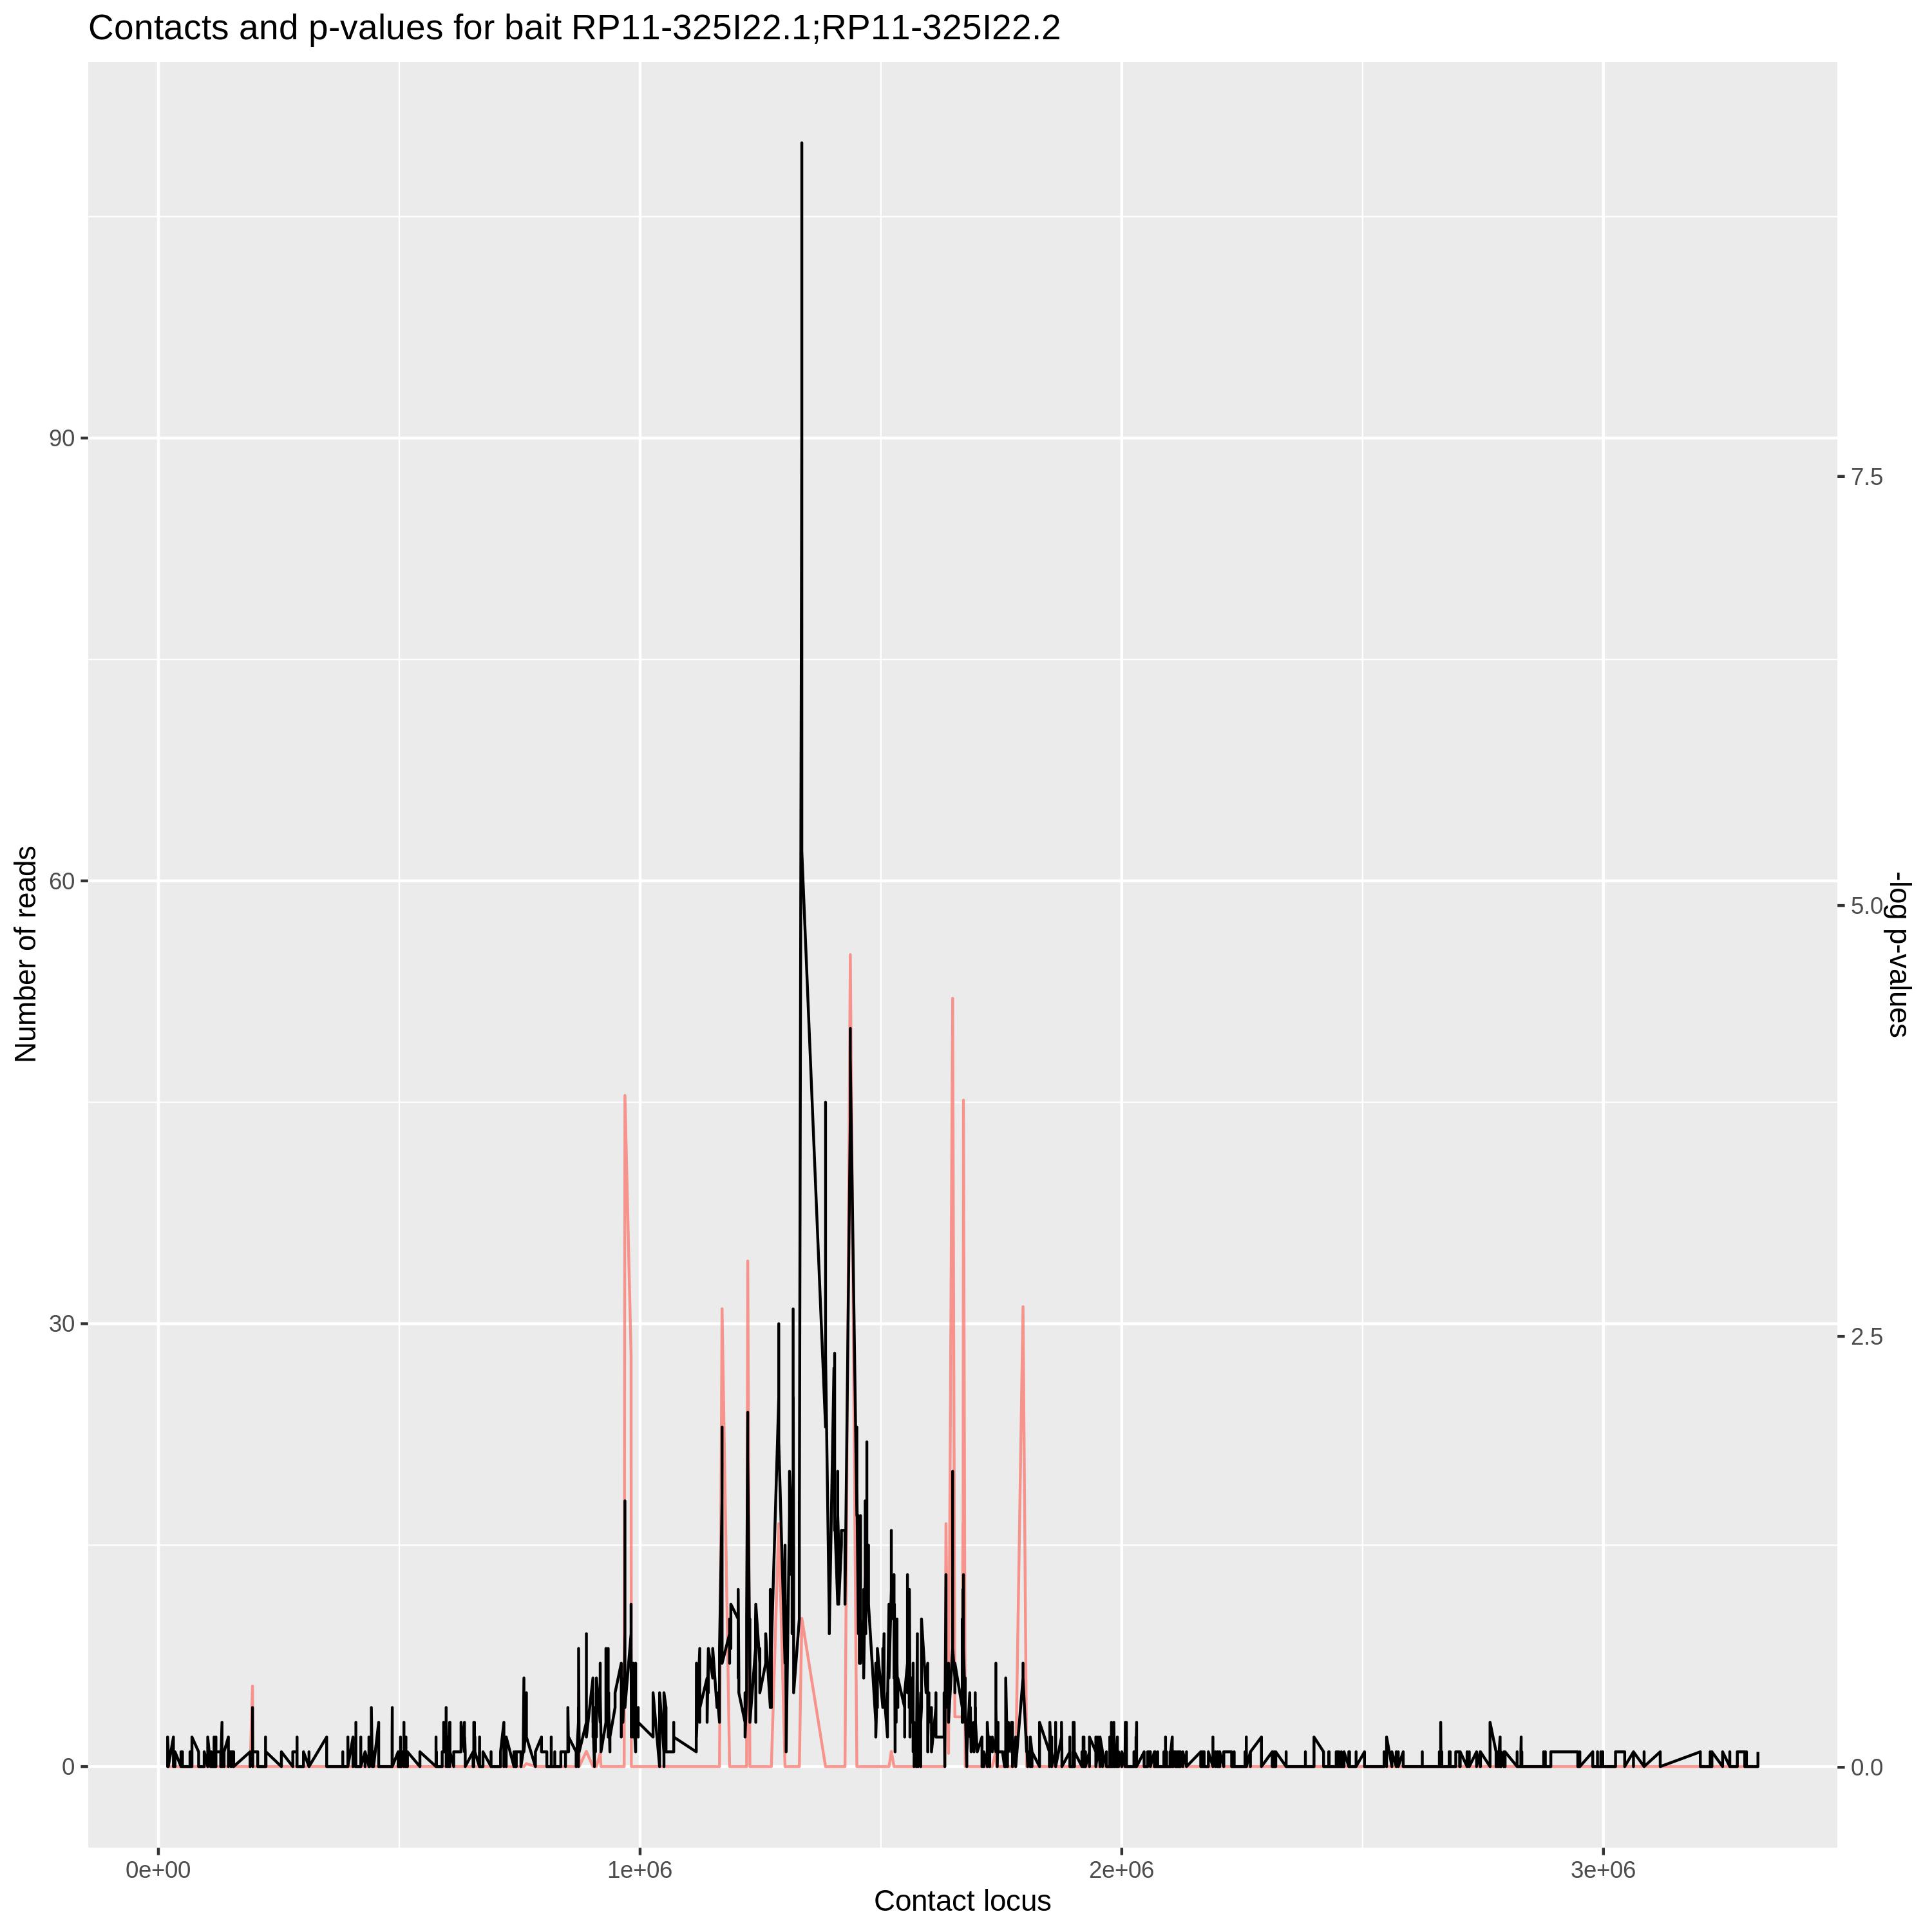 Contacts and p-values for bait RP11-325I22.1;RP11-325I22.2
Number of reads
90
60
30
0
7.5
5.0
2.5
0.0
-log p-values
0e+00 1e+06 2e+06 3e+06
Contact locus